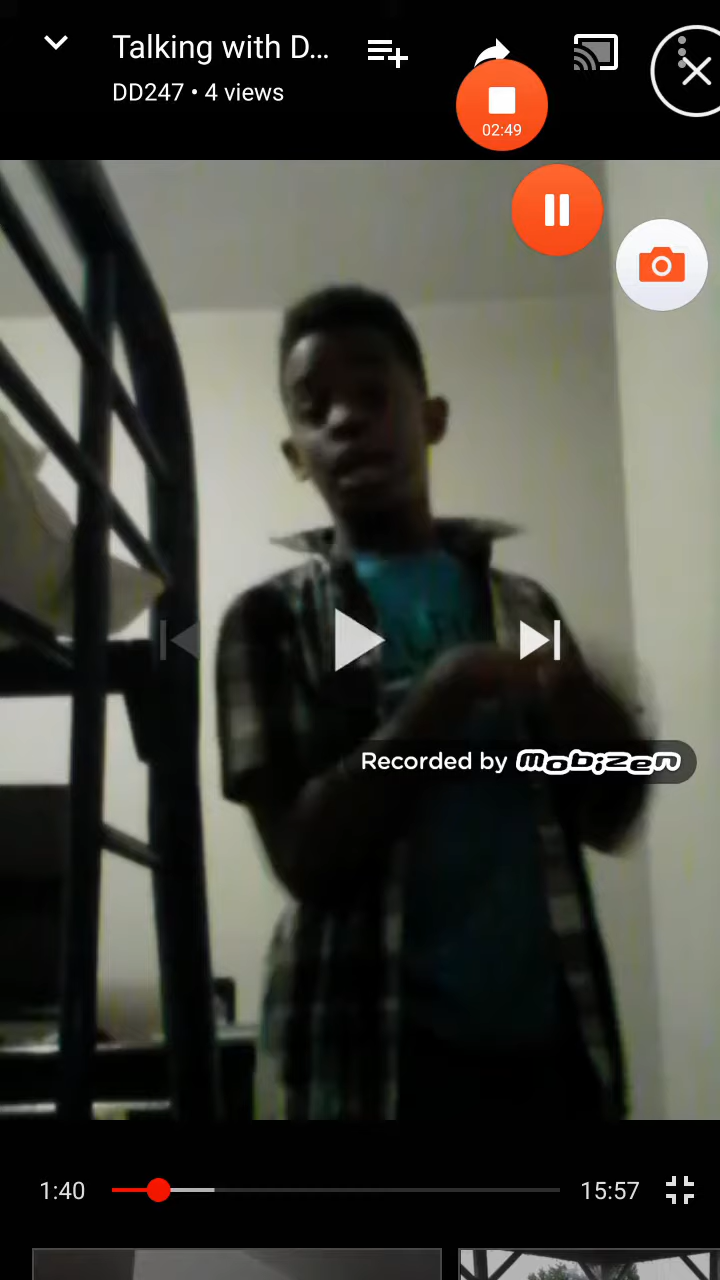 Talking with D...
DD247 • 4 views
02:49
Recorded by mobizen
1:40
15:57